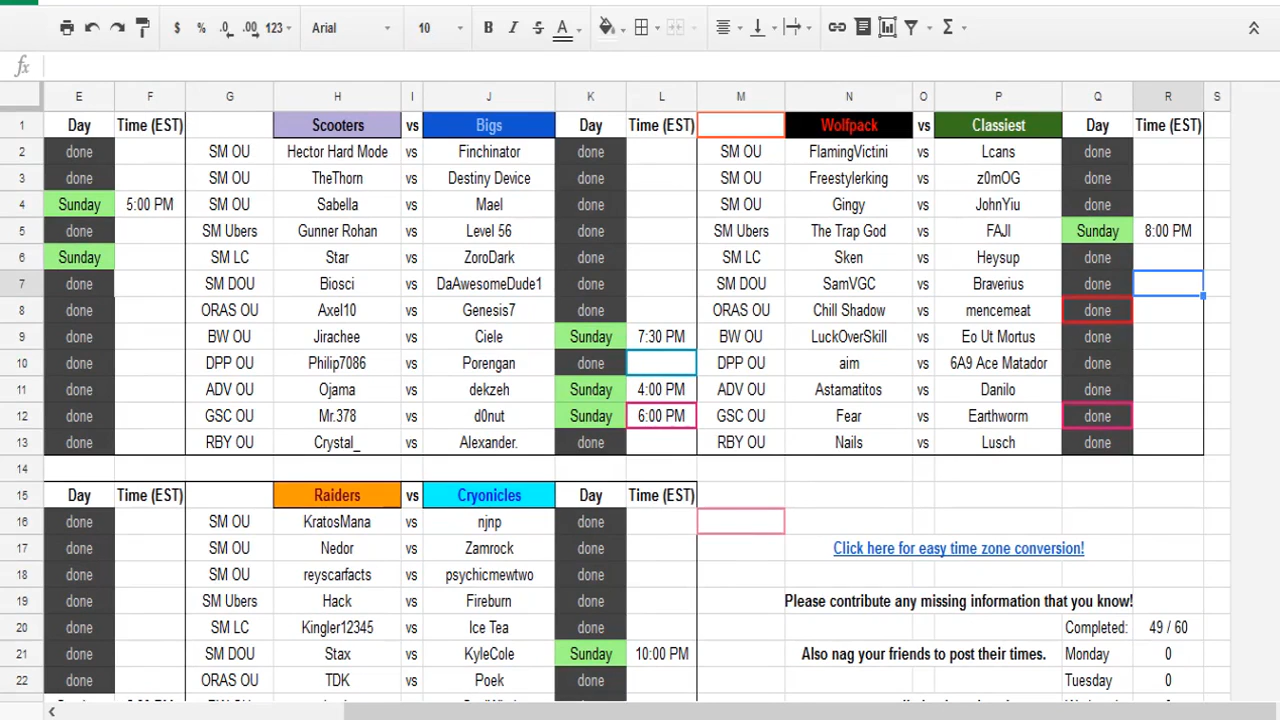 $ % .0 .00 123 Arial 10 B I S A Σ
fx
E F G H I J K L M N O P Q R S
1 Day Time (EST) Scooters vs Bigs Day Time (EST) Wolfpack vs Classiest Day Time (EST)
2 done SM OU Hector Hard Mode vs Finchinator done SM OU FlamingVictini vs Lcans done
3 done SM OU TheThorn vs Destiny Device done SM OU Freestylerking vs z0mOG done
4 Sunday 5:00 PM SM OU Sabella vs Mael done SM OU Gingy vs JohnYiu done
5 done SM Ubers Gunner Rohan vs Level 56 done SM Ubers The Trap God vs FAJI Sunday 8:00 PM
6 Sunday SM LC Star vs ZoroDark done SM LC Sken vs Heysup done
7 done SM DOU Biosci vs DaAwesomeDude1 done SM DOU SamVGC vs Braverius done
8 done ORAS OU Axel10 vs Genesis7 done ORAS OU Chill Shadow vs mencemeat done
9 done BW OU Jirachee vs Ciele Sunday 7:30 PM BW OU LuckOverSkill vs Eo Ut Mortus done
10 done DPP OU Philip7086 vs Porengan done DPP OU aim vs 6A9 Ace Matador done
11 done ADV OU Ojama vs dekzeh Sunday 4:00 PM ADV OU Astamatitos vs Danilo done
12 done GSC OU Mr.378 vs d0nut Sunday 6:00 PM GSC OU Fear vs Earthworm done
13 done RBY OU Crystal_ vs Alexander. done RBY OU Nails vs Lusch done
14
15 Day Time (EST) Raiders vs Cryonicles Day Time (EST)
16 done SM OU KratosMana vs njnp done
17 done SM OU Nedor vs Zamrock done Click here for easy time zone conversion!
18 done SM OU reyscarfacts vs psychicmewtwo done
19 done SM Ubers Hack vs Fireburn done Please contribute any missing information that you know!
20 done SM LC Kingler12345 vs Ice Tea done Completed: 49 / 60
21 done SM DOU Stax vs KyleCole Sunday 10:00 PM Also nag your friends to post their times. Monday 0
22 done ORAS OU TDK vs Poek done Tuesday 0